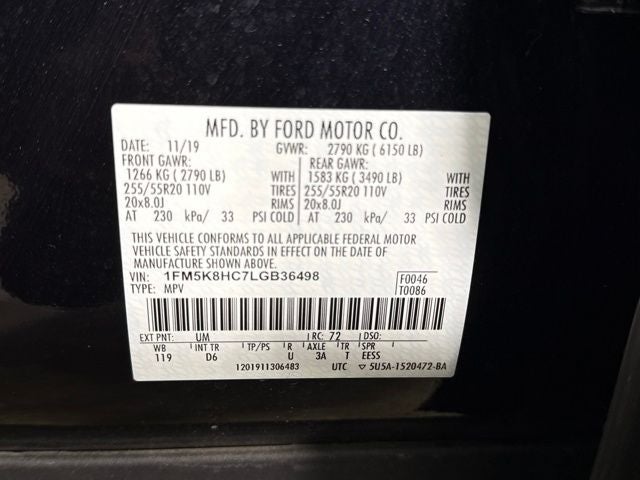 MFD. BY FORD MOTOR CO.
DATE: 11/19 GVWR: 2790 KG ( 6150 LB)
FRONT GAWR: REAR GAWR:
1266 KG ( 2790 LB) WITH 1583 KG ( 3490 LB) WITH
255/55R20 110V TIRES 255/55R20 110V TIRES
20x8.0J RIMS 20x8.0J RIMS
AT 230 kPa/ 33 PSI COLD AT 230 kPa/ 33 PSI COLD
THIS VEHICLE CONFORMS TO ALL APPLICABLE FEDERAL MOTOR
VEHICLE SAFETY STANDARDS IN EFFECT ON THE DATE OF
MANUFACTURE SHOWN ABOVE.
VIN: 1FM5K8HC7LGB36498 F0046
TYPE: MPV T0086
EXT PNT: UM RC: 72 DSO:
WB INT TR TP/PS R AXLE TR SPR
119 D6 U 3A T EESS
1201911306483 UTC ▽ 5U5A-1520472-BA